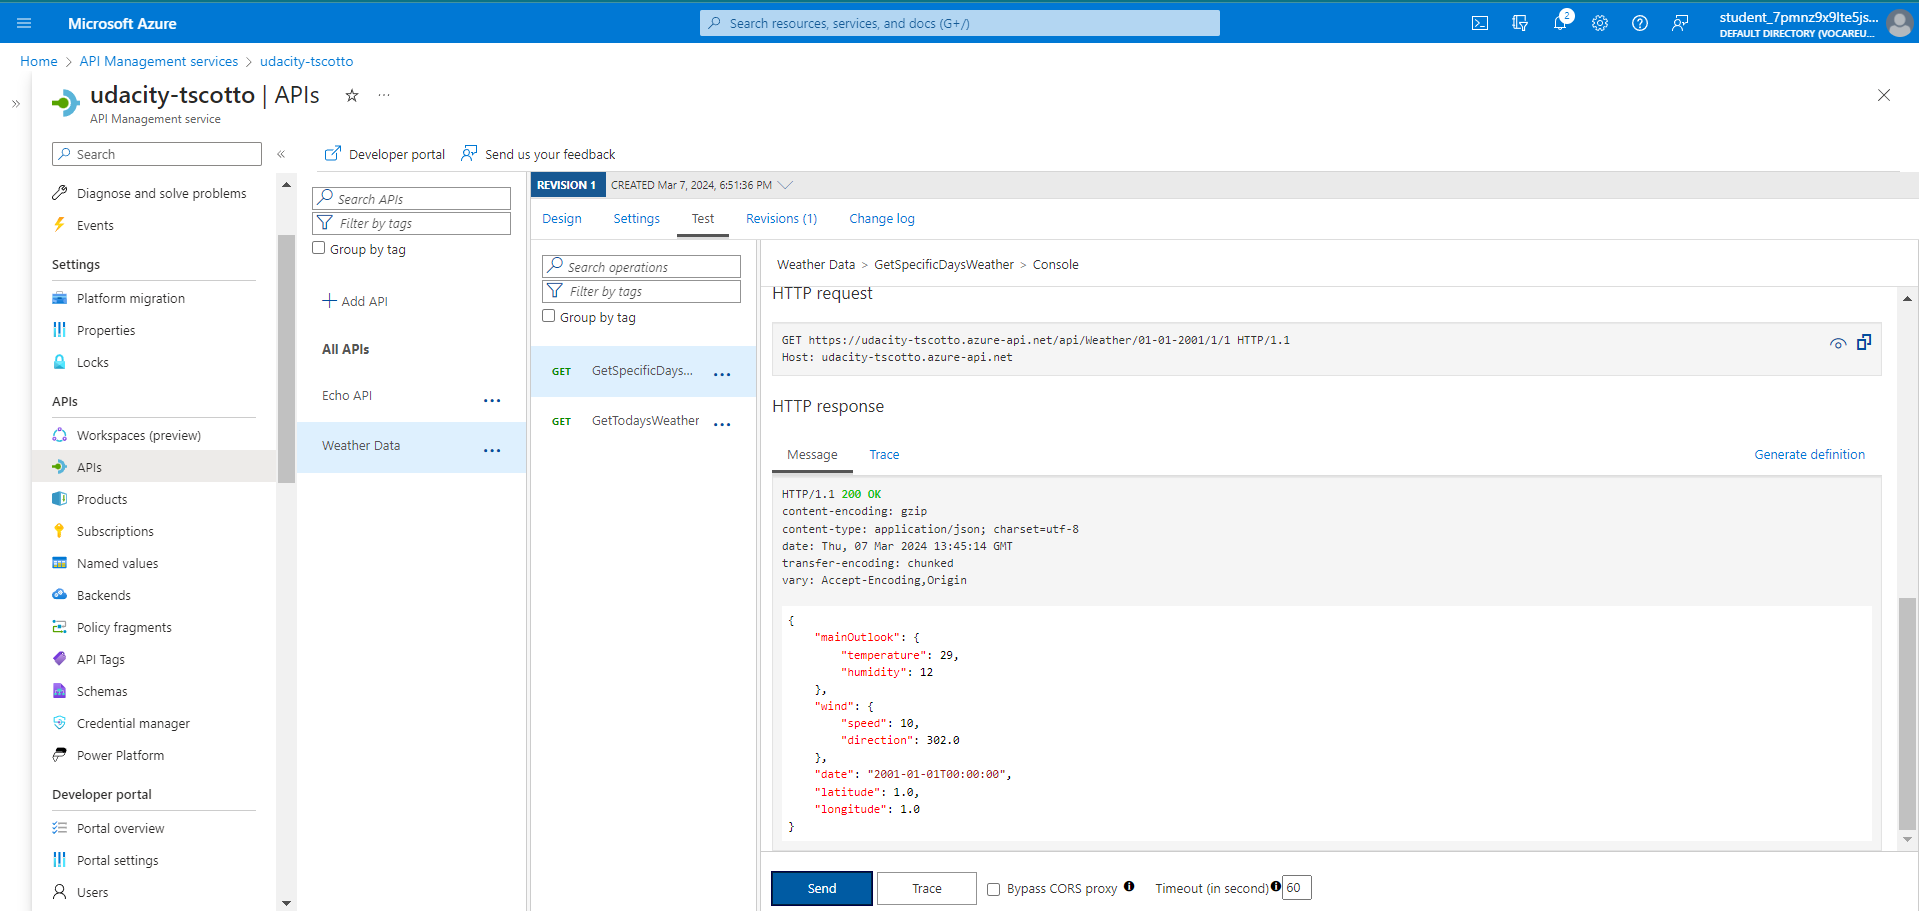 Microsoft Azure
Search resources, services, and docs (G+/)
2
student_7pmnz9x9lte5js...
DEFAULT DIRECTORY (VOCAREU...
Home > API Management services > udacity-tscotto
udacity-tscotto | APIs
API Management service
Search
Diagnose and solve problems
Events
Settings
Platform migration
Properties
Locks
APIs
Workspaces (preview)
APIs
Products
Subscriptions
Named values
Backends
Policy fragments
API Tags
Schemas
Credential manager
Power Platform
Developer portal
Portal overview
Portal settings
Users
Developer portal
Send us your feedback
Search APIs
Filter by tags
Group by tag
+ Add API
All APIs
Echo API
Weather Data
REVISION 1 CREATED Mar 7, 2024, 6:51:36 PM
Design Settings Test Revisions (1) Change log
Search operations
Filter by tags
Group by tag
GET GetSpecificDays...
GET GetTodaysWeather
Weather Data > GetSpecificDaysWeather > Console
HTTP request
GET https://udacity-tscotto.azure-api.net/api/Weather/01-01-2001/1/1 HTTP/1.1
Host: udacity-tscotto.azure-api.net
HTTP response
Message Trace Generate definition
HTTP/1.1 200 OK
content-encoding: gzip
content-type: application/json; charset=utf-8
date: Thu, 07 Mar 2024 13:45:14 GMT
transfer-encoding: chunked
vary: Accept-Encoding,Origin
{
"mainOutlook": {
"temperature": 29,
"humidity": 12
},
"wind": {
"speed": 10,
"direction": 302.0
},
"date": "2001-01-01T00:00:00",
"latitude": 1.0,
"longitude": 1.0
}
Send Trace Bypass CORS proxy Timeout (in second) 60